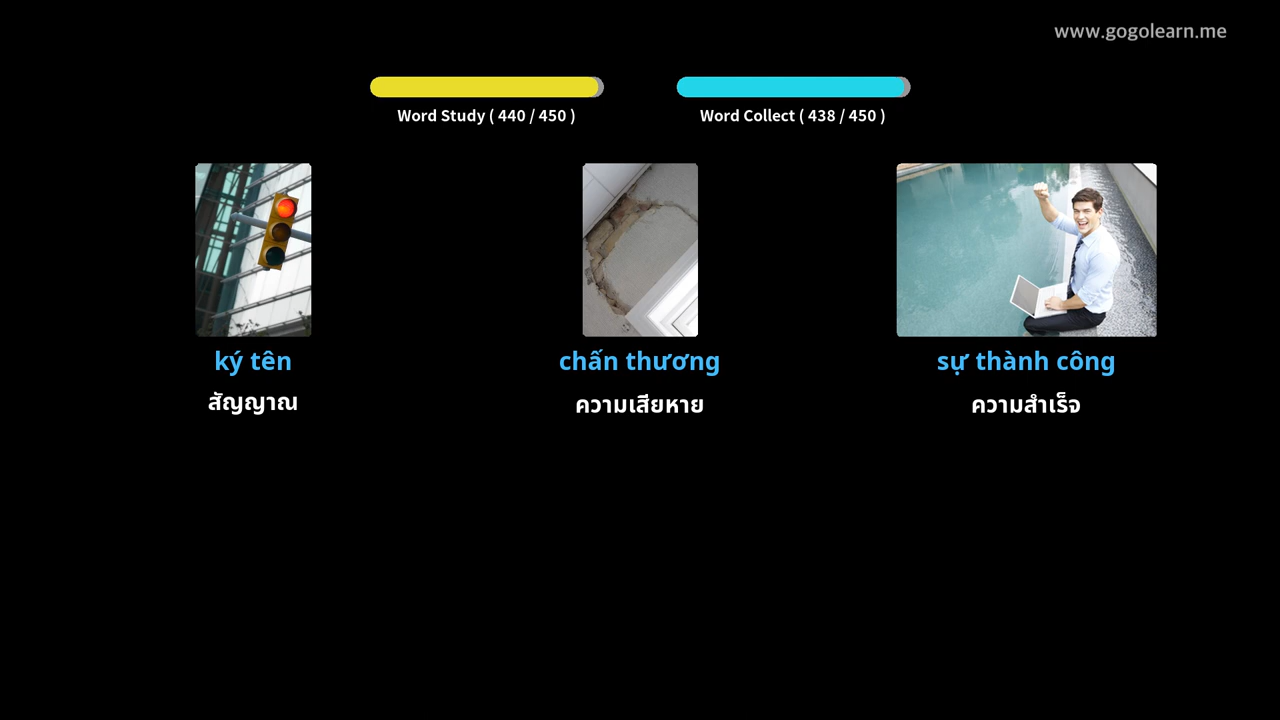 www.gogolearn.me
Word Study ( 440 / 450 )
Word Collect ( 438 / 450 )
ký tên
chấn thương
sự thành công
สัญญาณ
ความเสียหาย
ความสำเร็จ